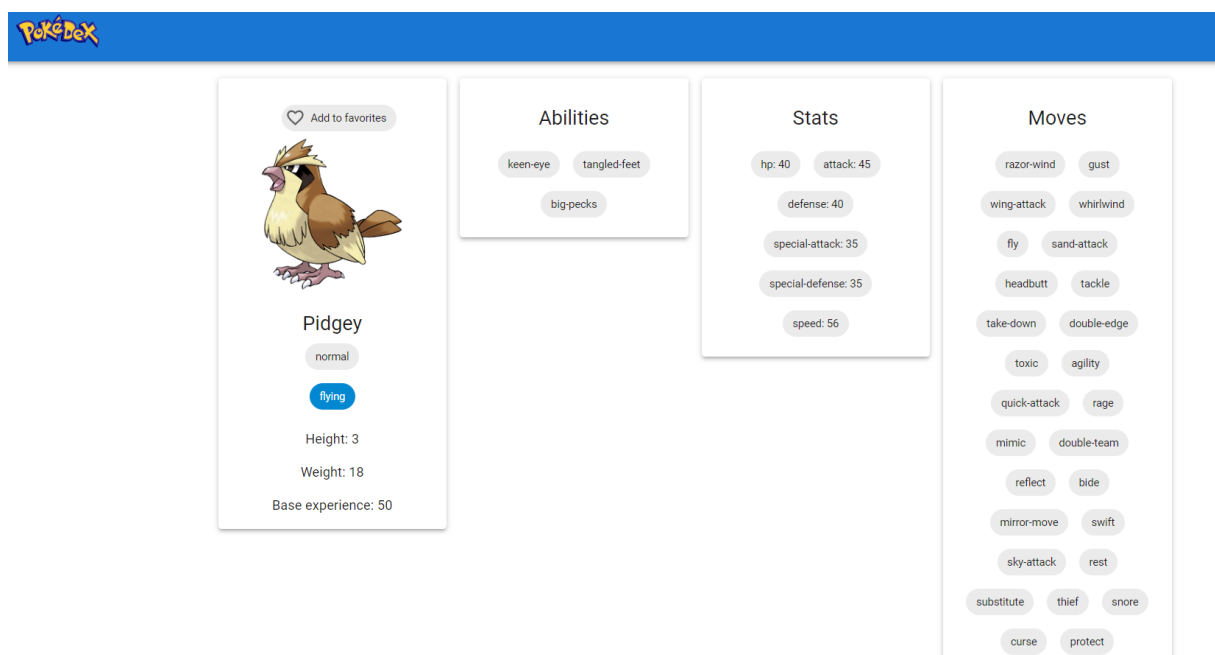 PokéDex
Add to favorites
Pidgey
normal
flying
Height: 3
Weight: 18
Base experience: 50
Abilities
keen-eye tangled-feet
big-pecks
Stats
hp: 40 attack: 45
defense: 40
special-attack: 35
special-defense: 35
speed: 56
Moves
razor-wind gust
wing-attack whirlwind
fly sand-attack
headbutt tackle
take-down double-edge
toxic agility
quick-attack rage
mimic double-team
reflect bide
mirror-move swift
sky-attack rest
substitute thief snore
curse protect